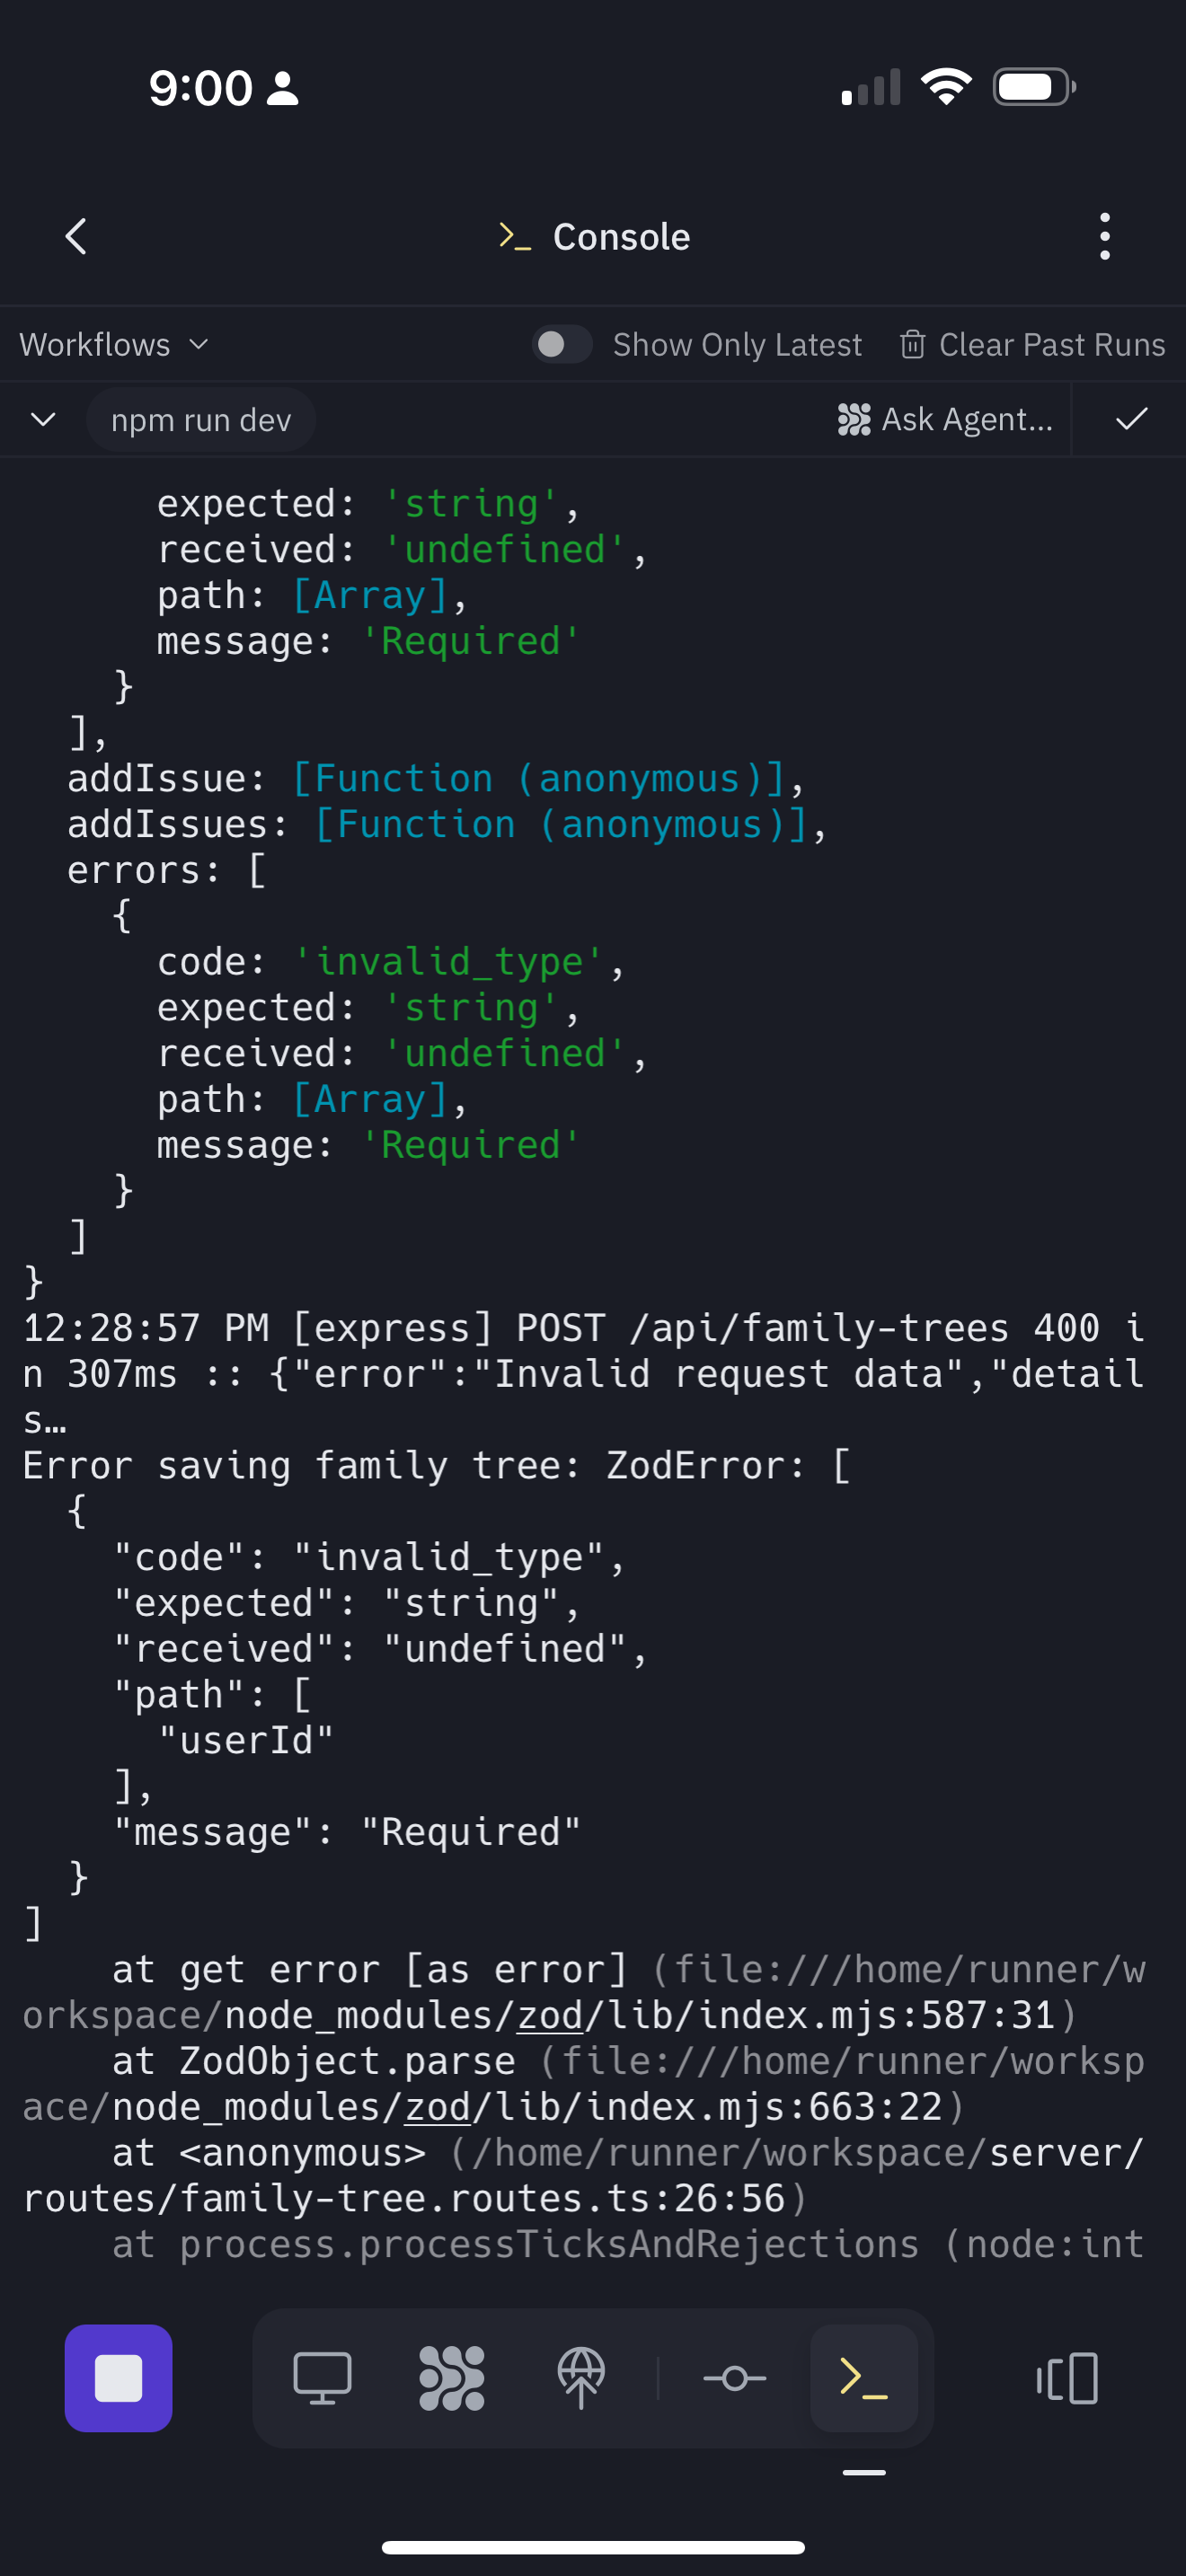 9:00
Console
Workflows Show Only Latest Clear Past Runs
npm run dev Ask Agent...
expected: 'string',
received: 'undefined',
path: [Array],
message: 'Required'
}
],
addIssue: [Function (anonymous)],
addIssues: [Function (anonymous)],
errors: [
{
code: 'invalid_type',
expected: 'string',
received: 'undefined',
path: [Array],
message: 'Required'
}
]
}
12:28:57 PM [express] POST /api/family-trees 400 i
n 307ms :: {"error":"Invalid request data","detail
s…
Error saving family tree: ZodError: [
{
"code": "invalid_type",
"expected": "string",
"received": "undefined",
"path": [
"userId"
],
"message": "Required"
}
]
at get error [as error] (file:///home/runner/w
orkspace/node_modules/zod/lib/index.mjs:587:31)
at ZodObject.parse (file:///home/runner/worksp
ace/node_modules/zod/lib/index.mjs:663:22)
at <anonymous> (/home/runner/workspace/server/
routes/family-tree.routes.ts:26:56)
at process.processTicksAndRejections (node:int